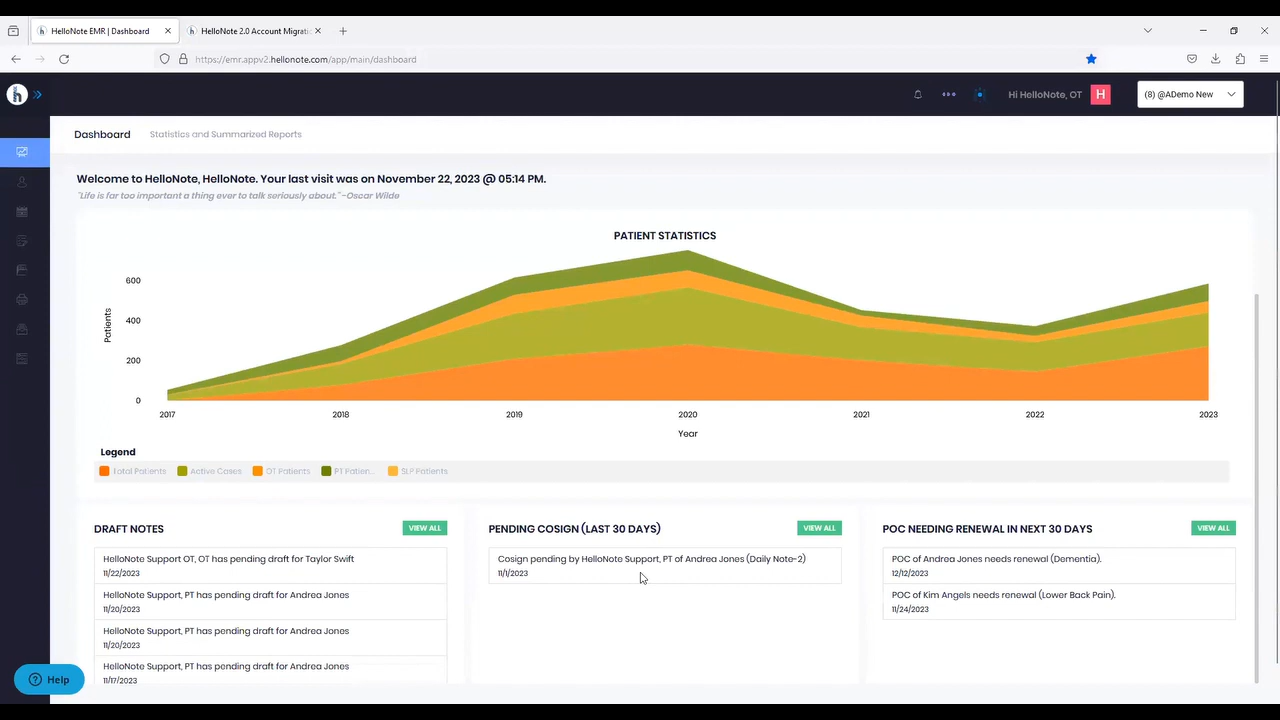 HelloNote EMR | Dashboard
HelloNote 2.0 Account Migrati
https://emr.appv2.hellonote.com/app/main/dashboard
Hi HelloNote, OT
H
(8) @ADemo New
Dashboard
Statistics and Summarized Reports
Welcome to HelloNote, HelloNote. Your last visit was on November 22, 2023 @ 05:14 PM.
"Life is far too important a thing ever to talk seriously about." -Oscar Wilde
PATIENT STATISTICS
600
400
200
0
Patients
2017 2018 2019 2020 2021 2022 2023
Year
Legend
Total Patients Active Cases OT Patients PT Patien... SLP Patients
DRAFT NOTES
VIEW ALL
HelloNote Support OT, OT has pending draft for Taylor Swift
11/22/2023
HelloNote Support, PT has pending draft for Andrea Jones
11/20/2023
HelloNote Support, PT has pending draft for Andrea Jones
11/20/2023
HelloNote Support, PT has pending draft for Andrea Jones
11/17/2023
PENDING COSIGN (LAST 30 DAYS)
VIEW ALL
Cosign pending by HelloNote Support, PT of Andrea Jones (Daily Note-2)
11/1/2023
POC NEEDING RENEWAL IN NEXT 30 DAYS
VIEW ALL
POC of Andrea Jones needs renewal (Dementia).
12/12/2023
POC of Kim Angels needs renewal (Lower Back Pain).
11/24/2023
Help